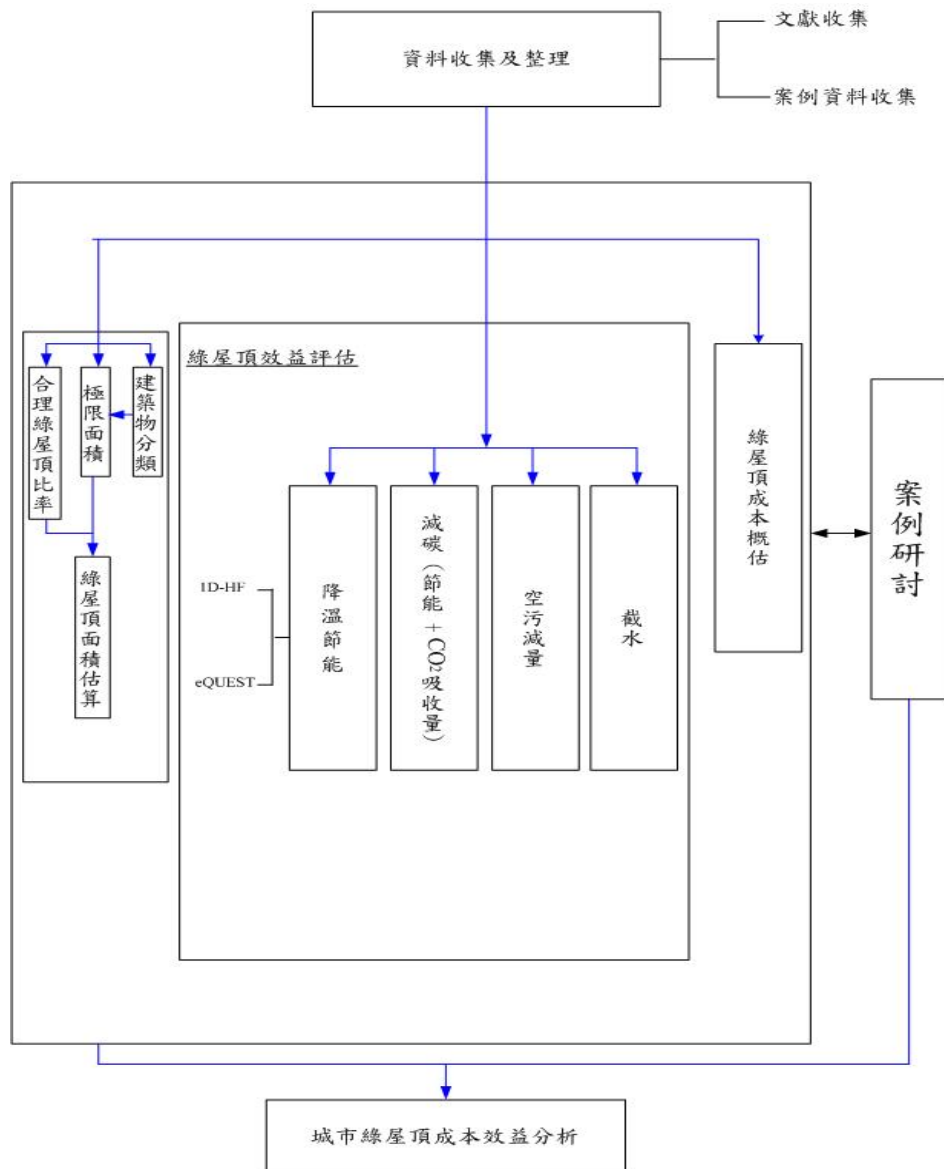 文獻收集
資料收集及整理
案例資料收集
綠屋頂效益評估
合理綠屋頂比率
極限面積
建築物分類
綠屋頂面積估算
1D-HF
eQUEST
降溫節能
減碳（節能+CO2吸收量）
空污減量
截水
綠屋頂成本概估
案例研討
城市綠屋頂成本效益分析